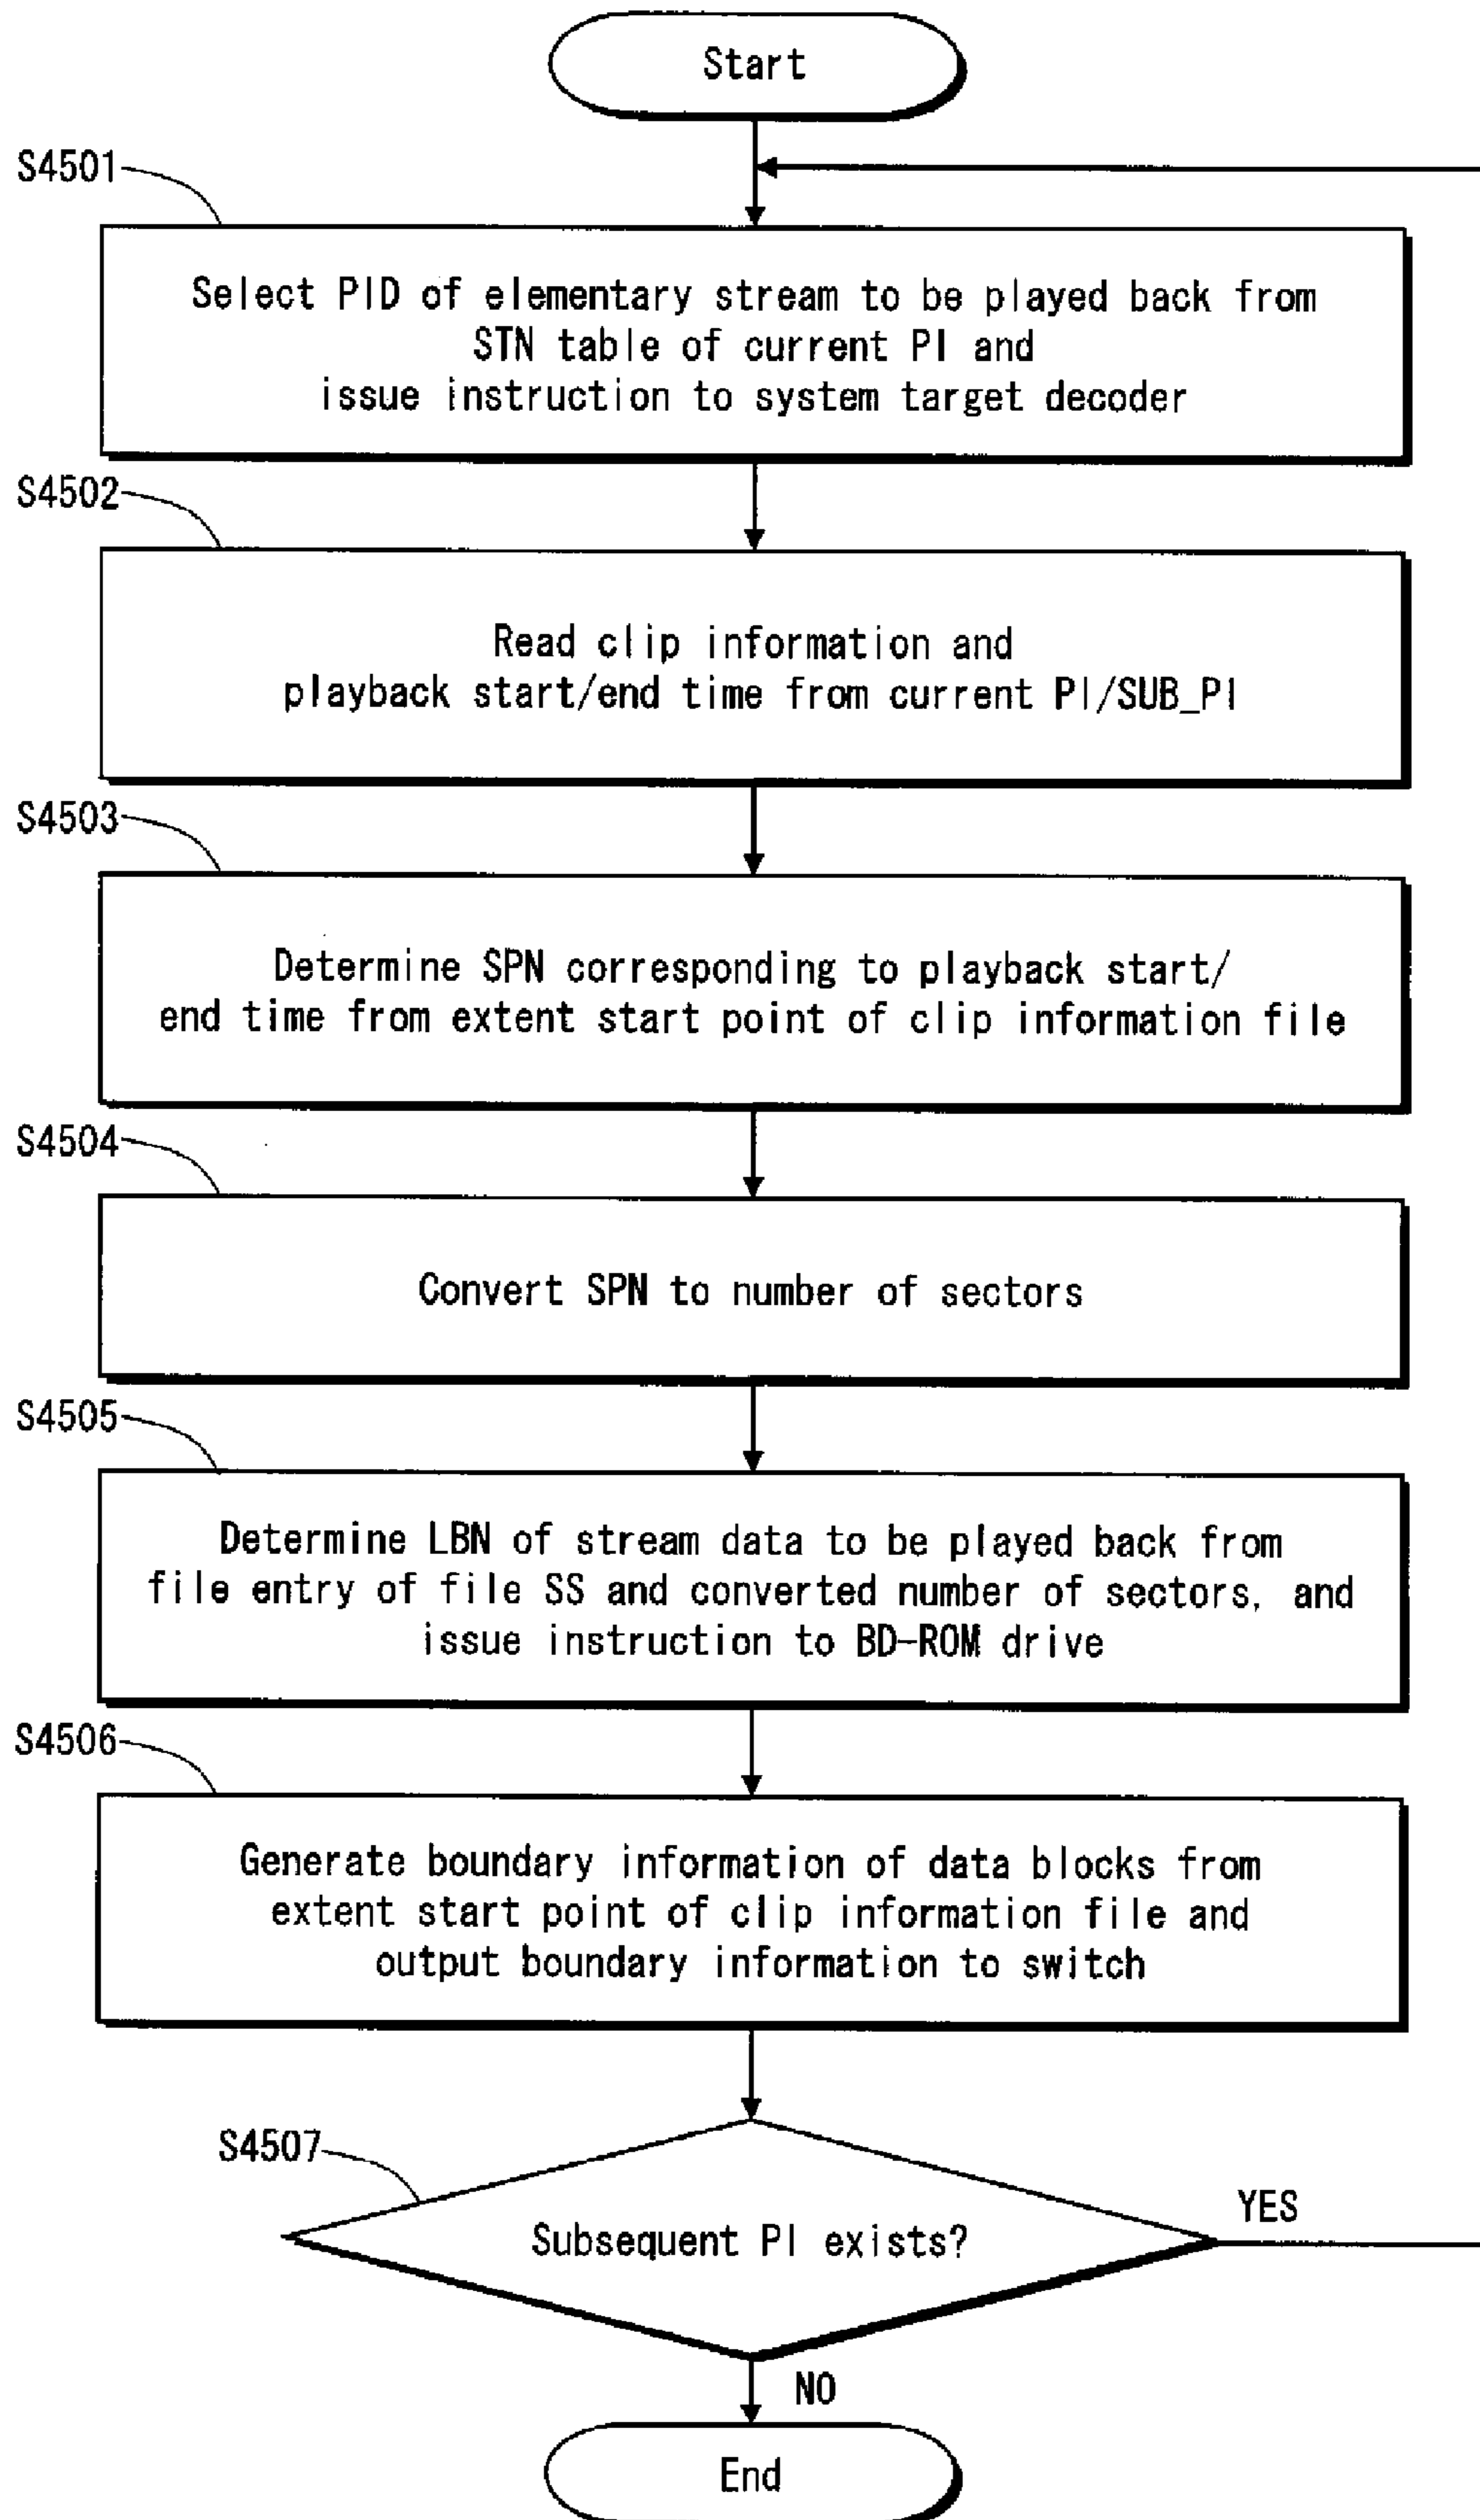 Start
S4501
Select PID of elementary stream to be played back from
STN table of current PI and
issue instruction to system target decoder
S4502
Read clip information and
playback start/end time from current PI/SUB_PI
S4503
Determine SPN corresponding to playback start/
end time from extent start point of clip information file
S4504
Convert SPN to number of sectors
S4505
Determine LBN of stream data to be played back from
file entry of file SS and converted number of sectors, and
issue instruction to BD-ROM drive
S4506
Generate boundary information of data blocks from
extent start point of clip information file and
output boundary information to switch
S4507
Subsequent PI exists?
YES
NO
End